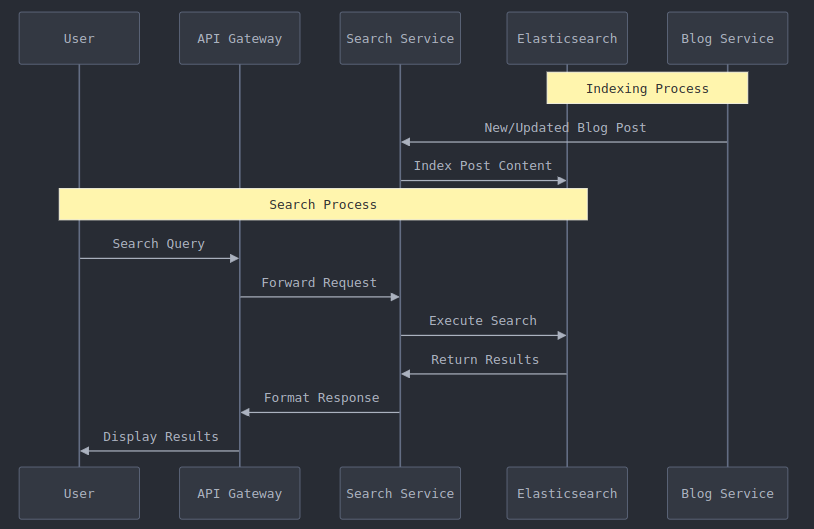 User
API Gateway
Search Service
Elasticsearch
Blog Service
Indexing Process
New/Updated Blog Post
Index Post Content
Search Process
Search Query
Forward Request
Execute Search
Return Results
Format Response
Display Results
User
API Gateway
Search Service
Elasticsearch
Blog Service